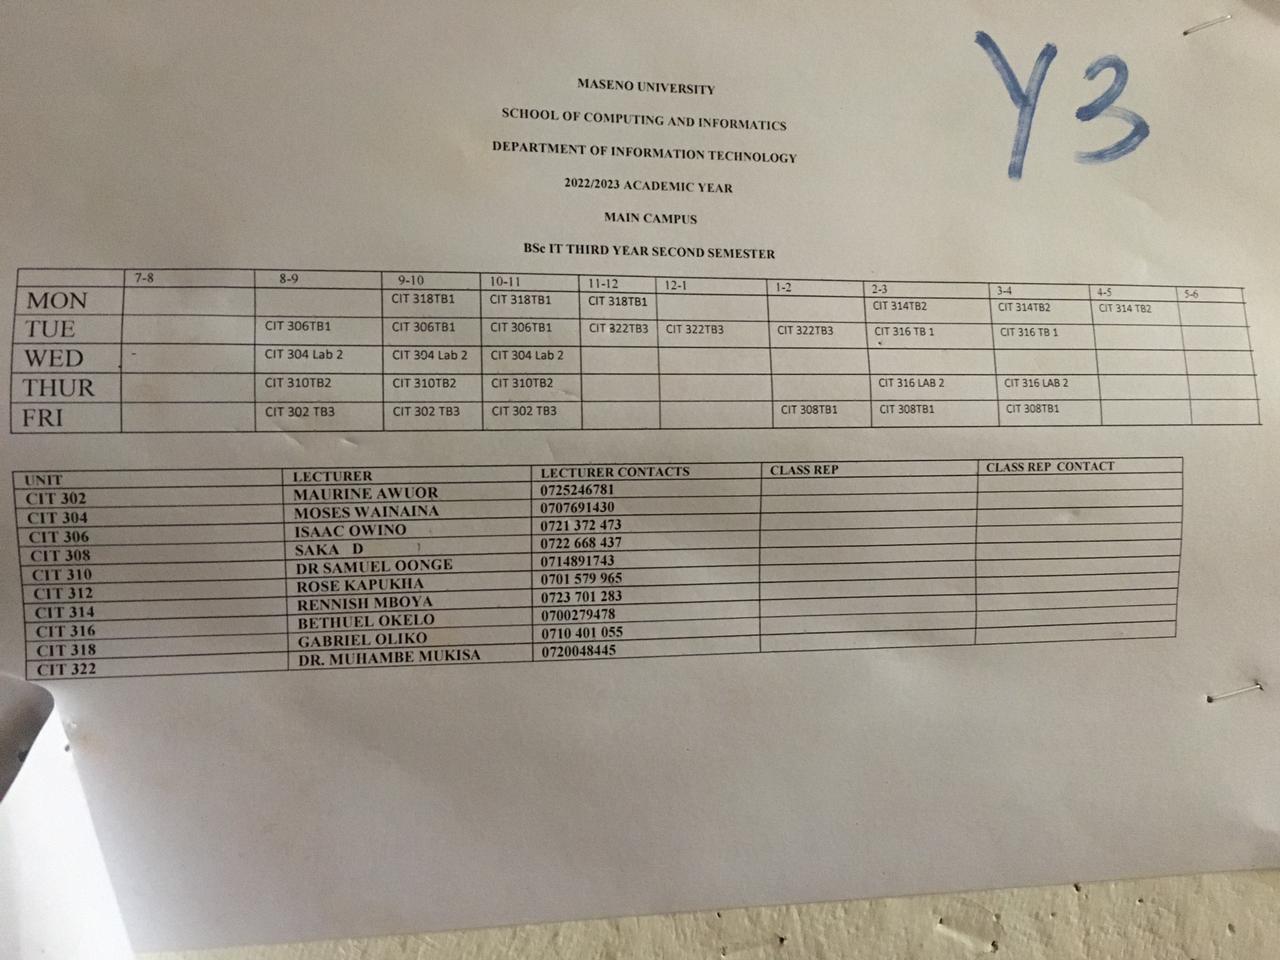 Y3
MASENO UNIVERSITY
SCHOOL OF COMPUTING AND INFORMATICS
DEPARTMENT OF INFORMATION TECHNOLOGY
2022/2023 ACADEMIC YEAR
MAIN CAMPUS
BSc IT THIRD YEAR SECOND SEMESTER
7-8 8-9 9-10 10-11 11-12 12-1 1-2 2-3 3-4 4-5 5-6
MON CIT 318TB1 CIT 318TB1 CIT 318TB1 CIT 314TB2 CIT 314TB2 CIT 314 TB2
TUE CIT 306TB1 CIT 306TB1 CIT 306TB1 CIT 322TB3 CIT 322TB3 CIT 322TB3 CIT 316 TB 1 CIT 316 TB 1
WED - CIT 304 Lab 2 CIT 304 Lab 2 CIT 304 Lab 2
THUR CIT 310TB2 CIT 310TB2 CIT 310TB2 CIT 316 LAB 2 CIT 316 LAB 2
FRI CIT 302 TB3 CIT 302 TB3 CIT 302 TB3 CIT 308TB1 CIT 308TB1 CIT 308TB1
UNIT LECTURER LECTURER CONTACTS CLASS REP CLASS REP CONTACT
CIT 302 MAURINE AWUOR 0725246781
CIT 304 MOSES WAINAINA 0707691430
CIT 306 ISAAC OWINO 0721 372 473
CIT 308 SAKA D 0722 668 437
CIT 310 DR SAMUEL OONGE 0714891743
CIT 312 ROSE KAPUKHA 0701 579 965
CIT 314 RENNISH MBOYA 0723 701 283
CIT 316 BETHUEL OKELO 0700279478
CIT 318 GABRIEL OLIKO 0710 401 055
CIT 322 DR. MUHAMBE MUKISA 0720048445